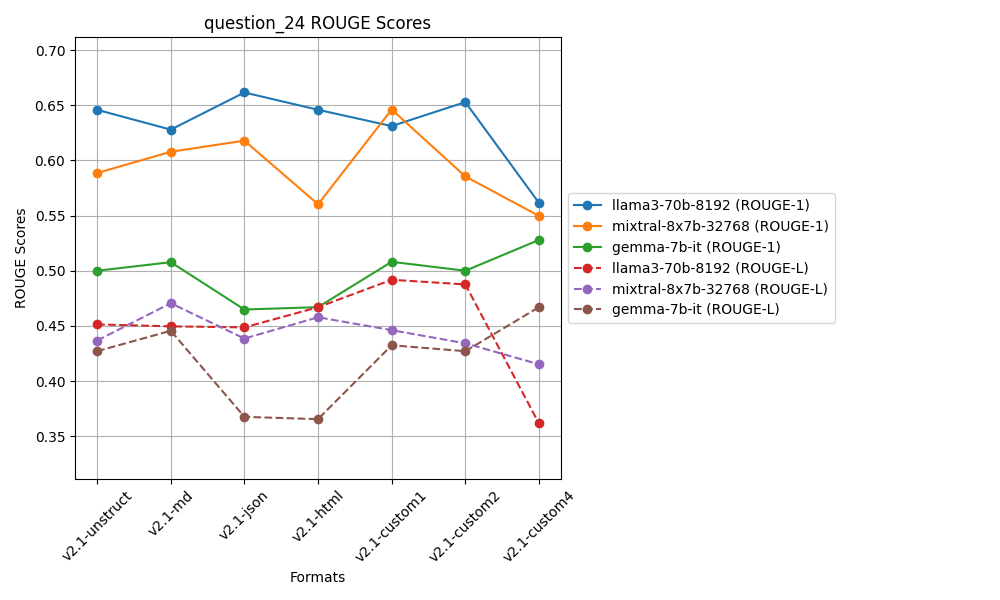 question_24 ROUGE Scores
ROUGE Scores
0.70
0.65
0.60
0.55
0.50
0.45
0.40
0.35
v2.1-unstruct
v2.1-md
v2.1-json
v2.1-html
v2.1-custom1
v2.1-custom2
v2.1-custom4
Formats
llama3-70b-8192 (ROUGE-1)
mixtral-8x7b-32768 (ROUGE-1)
gemma-7b-it (ROUGE-1)
llama3-70b-8192 (ROUGE-L)
mixtral-8x7b-32768 (ROUGE-L)
gemma-7b-it (ROUGE-L)